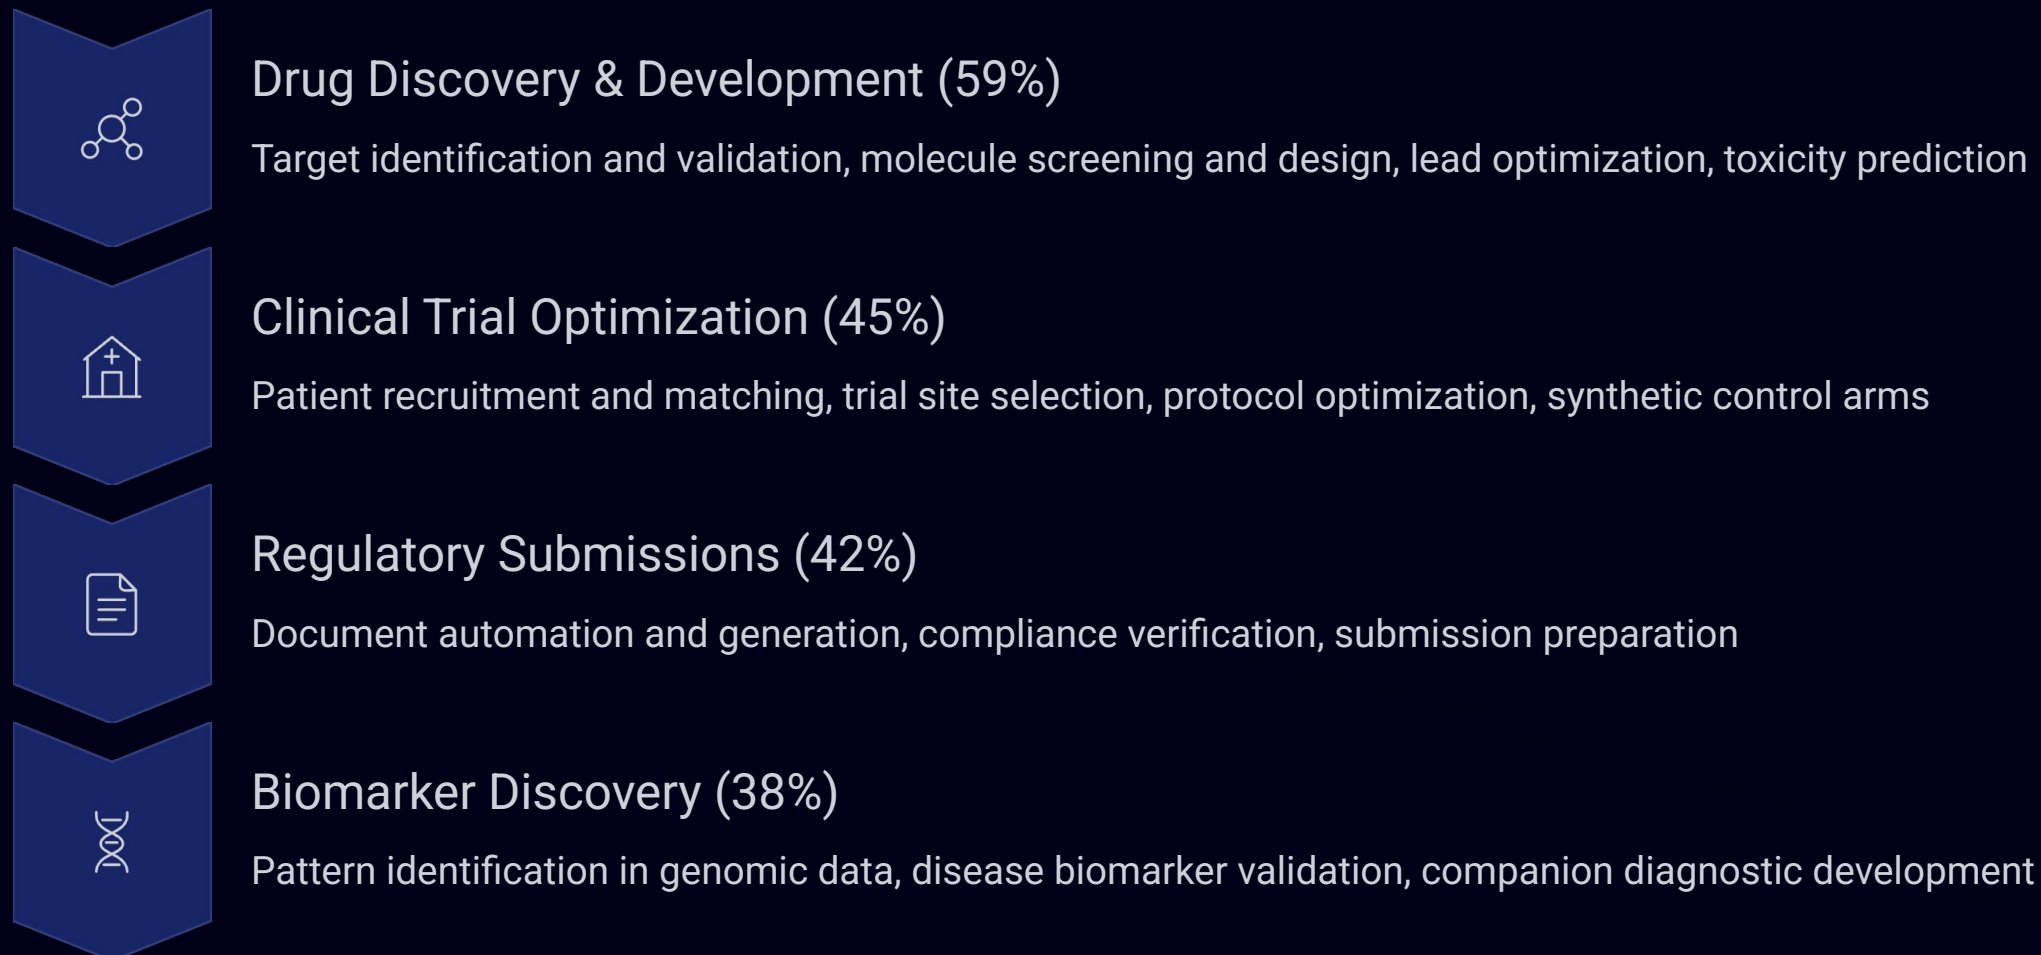 Drug Discovery & Development (59%)
Target identification and validation, molecule screening and design, lead optimization, toxicity prediction
Clinical Trial Optimization (45%)
Patient recruitment and matching, trial site selection, protocol optimization, synthetic control arms
Regulatory Submissions (42%)
Document automation and generation, compliance verification, submission preparation
Biomarker Discovery (38%)
Pattern identification in genomic data, disease biomarker validation, companion diagnostic development